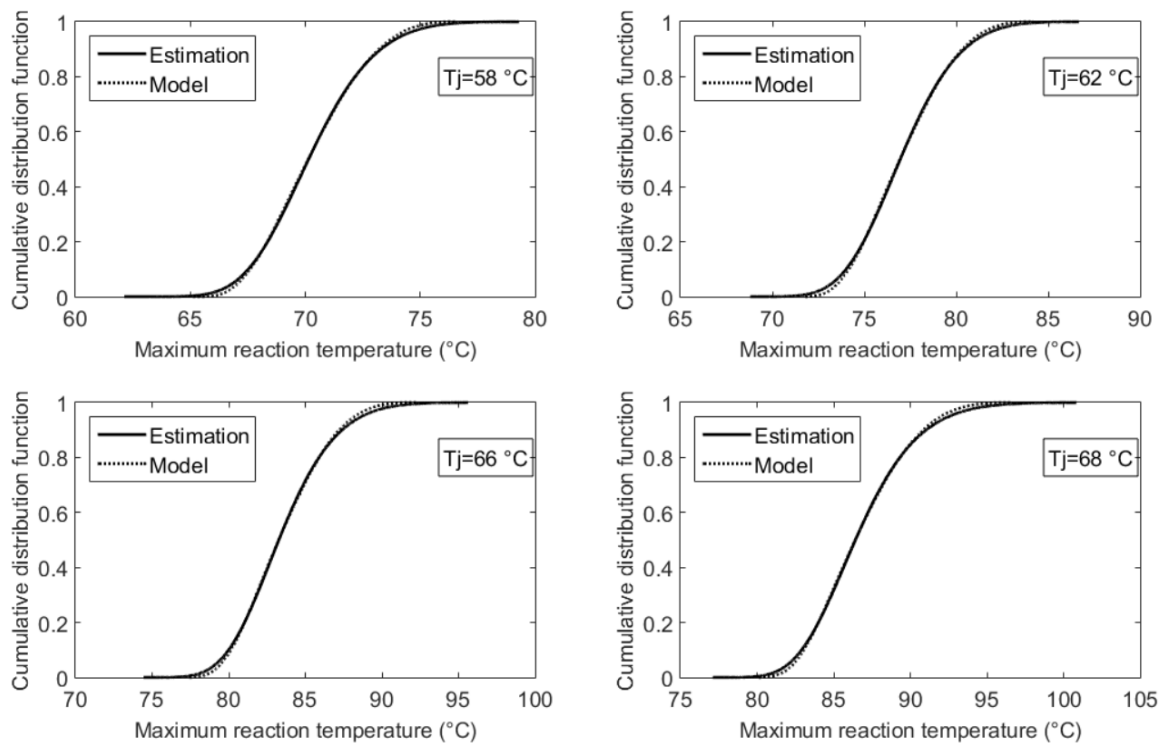 Cumulative distribution function
1
0.8
0.6
0.4
0.2
0
Estimation
Model
Tj=58 °C
60 65 70 75 80
Maximum reaction temperature (°C)
Cumulative distribution function
1
0.8
0.6
0.4
0.2
0
Estimation
Model
Tj=62 °C
65 70 75 80 85 90
Maximum reaction temperature (°C)
Cumulative distribution function
1
0.8
0.6
0.4
0.2
0
Estimation
Model
Tj=66 °C
70 75 80 85 90 95 100
Maximum reaction temperature (°C)
Cumulative distribution function
1
0.8
0.6
0.4
0.2
0
Estimation
Model
Tj=68 °C
75 80 85 90 95 100 105
Maximum reaction temperature (°C)